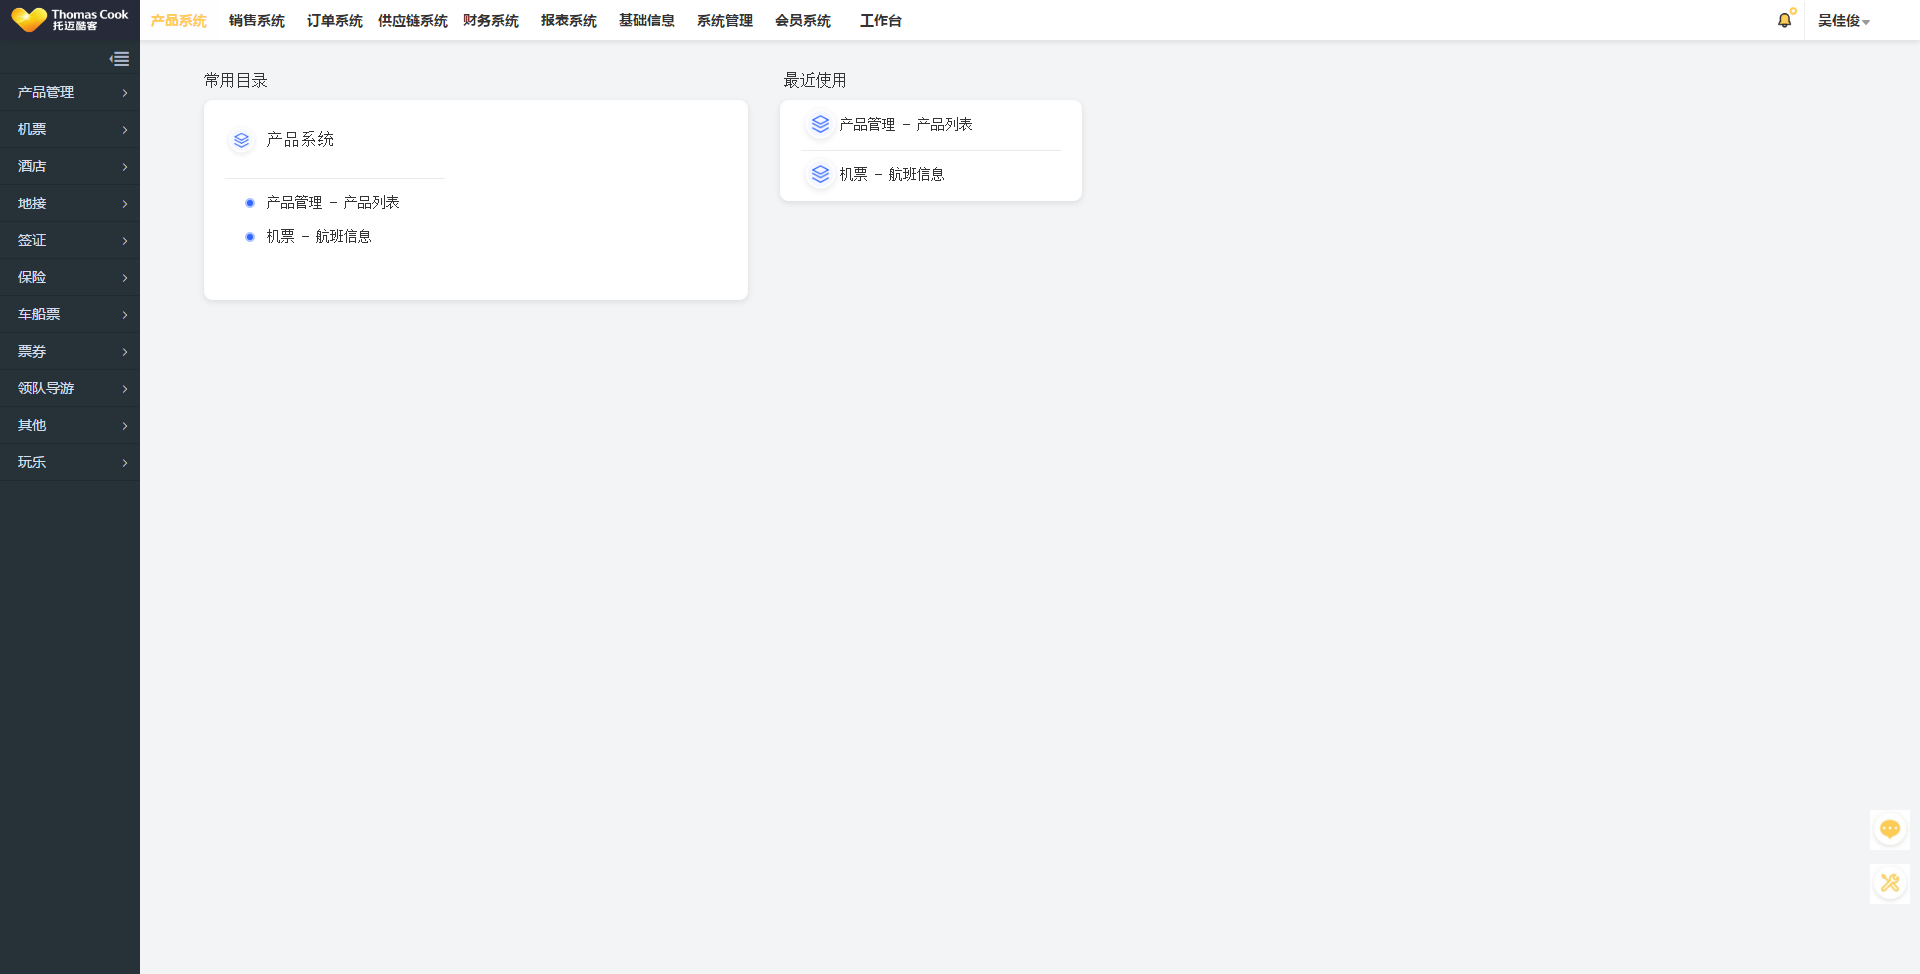 Thomas Cook
托迈酷客
产品系统 销售系统 订单系统 供应链系统 财务系统 报表系统 基础信息 系统管理 会员系统 工作台 吴佳俊
产品管理
机票
酒店
地接
签证
保险
车船票
票券
领队导游
其他
玩乐
常用目录
产品系统
产品管理 - 产品列表
机票 - 航班信息
最近使用
产品管理 - 产品列表
机票 - 航班信息